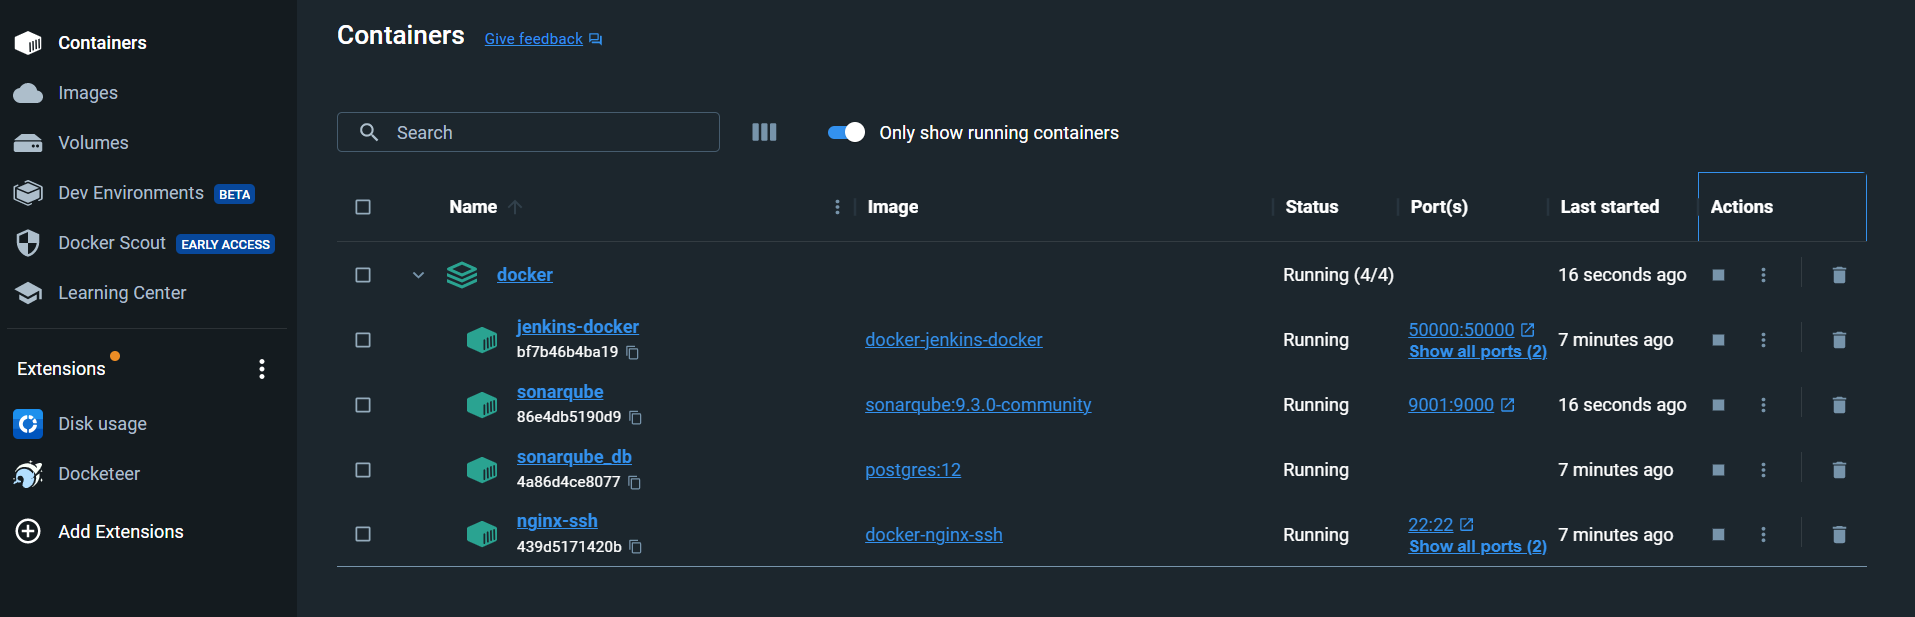 Containers
Images
Volumes
Dev Environments BETA
Docker Scout EARLY ACCESS
Learning Center
Extensions
Disk usage
Docketeer
Add Extensions
Containers Give feedback
Search Only show running containers
Name Image Status Port(s) Last started Actions
docker Running (4/4) 16 seconds ago
jenkins-docker
bf7b46b4ba19
docker-jenkins-docker Running
50000:50000
Show all ports (2)
7 minutes ago
sonarqube
86e4db5190d9
sonarqube:9.3.0-community Running 9001:9000 16 seconds ago
sonarqube_db
4a86d4ce8077
postgres:12 Running 7 minutes ago
nginx-ssh
439d5171420b
docker-nginx-ssh Running
22:22
Show all ports (2)
7 minutes ago